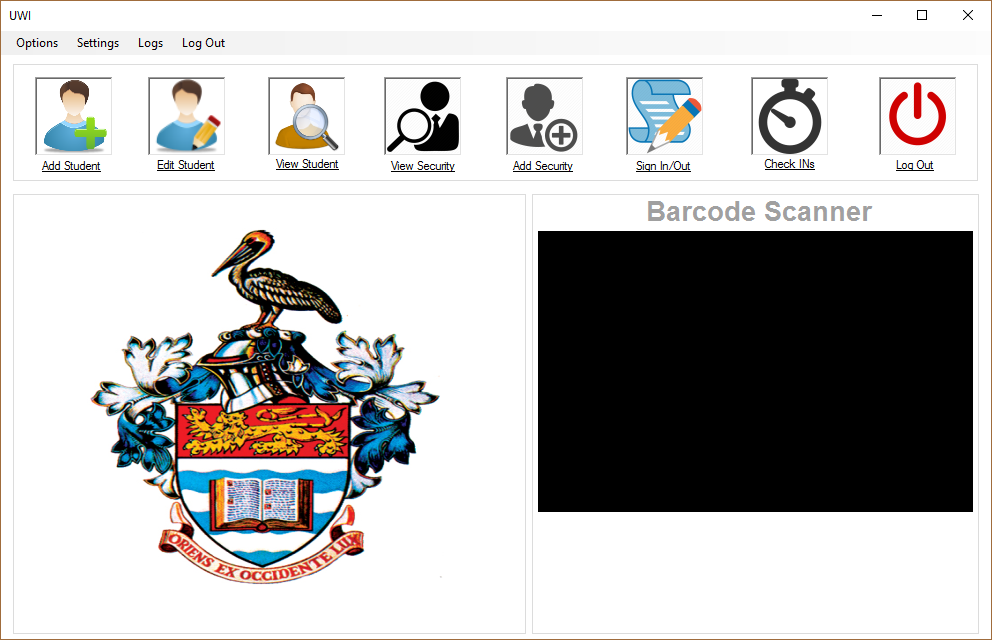 UWI
Options Settings Logs Log Out
Add Student Edit Student View Student View Security Add Security Sign In/Out Check INs Log Out
Barcode Scanner
ORIENS EX OCCIDENTE LUX